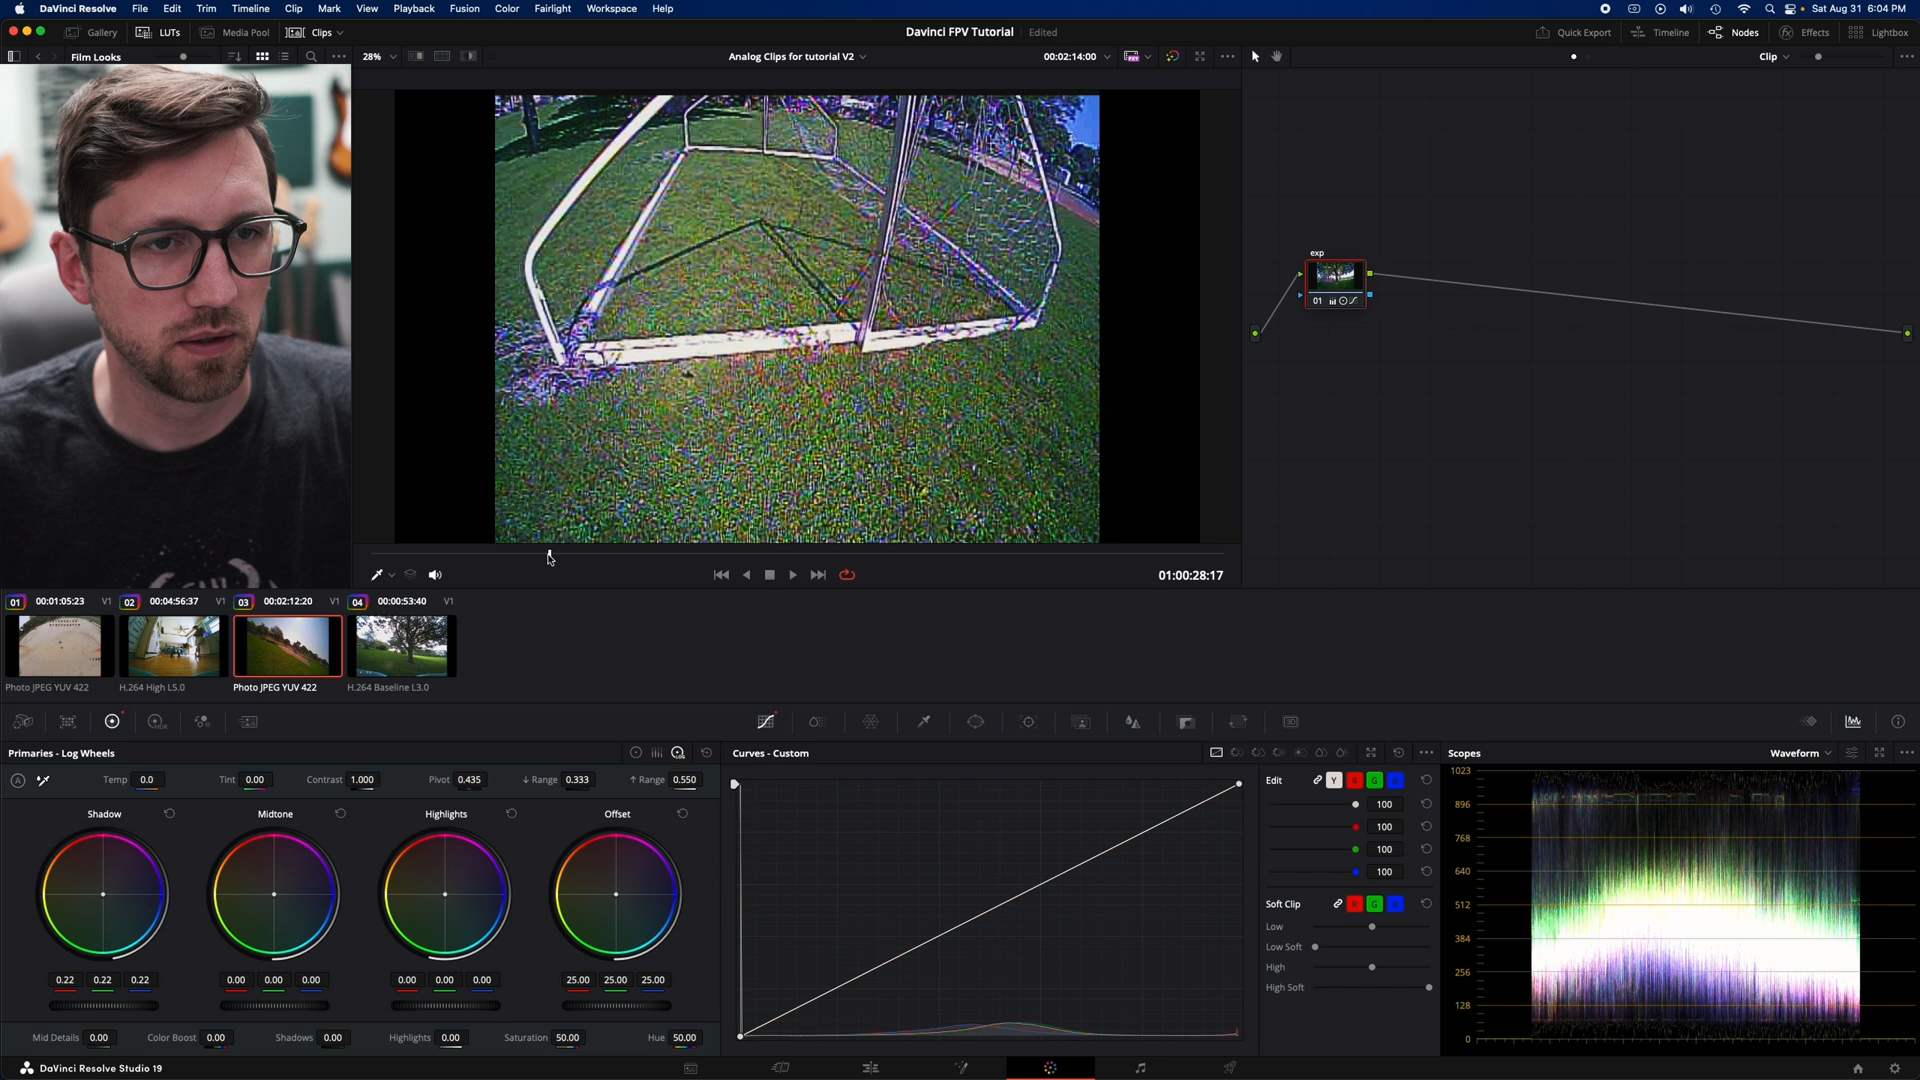 DaVinci Resolve File Edit Trim Timeline Clip Mark View Playback Fusion Color Fairlight Workspace Help Sat Aug 31 6:04 PM
Gallery LUTs Media Pool Clips Davinci FPV Tutorial Edited Quick Export Timeline Nodes Effects Lightbox
Film Looks 28% Analog Clips for tutorial V2 00:02:14:00 Clip
exp
01
01:00:28:17
01 00:01:05:23 V1 02 00:04:56:37 V1 03 00:02:12:20 V1 04 00:00:53:40 V1
Photo JPEG YUV 422 H.264 High L5.0 Photo JPEG YUV 422 H.264 Baseline L3.0
Primaries - Log Wheels Curves - Custom Scopes Waveform
Temp 0.0 Tint 0.00 Contrast 1.000 Pivot 0.435 ↓ Range 0.333 ↑ Range 0.550 Edit Y R G B 1023
Shadow Midtone Highlights Offset 100 896
100 768
100
100 640
Soft Clip R G B 512
Low
Low Soft 384
High 256
0.22 0.22 0.22 0.00 0.00 0.00 0.00 0.00 0.00 25.00 25.00 25.00 High Soft
128
Mid Details 0.00 Color Boost 0.00 Shadows 0.00 Highlights 0.00 Saturation 50.00 Hue 50.00 0
DaVinci Resolve Studio 19